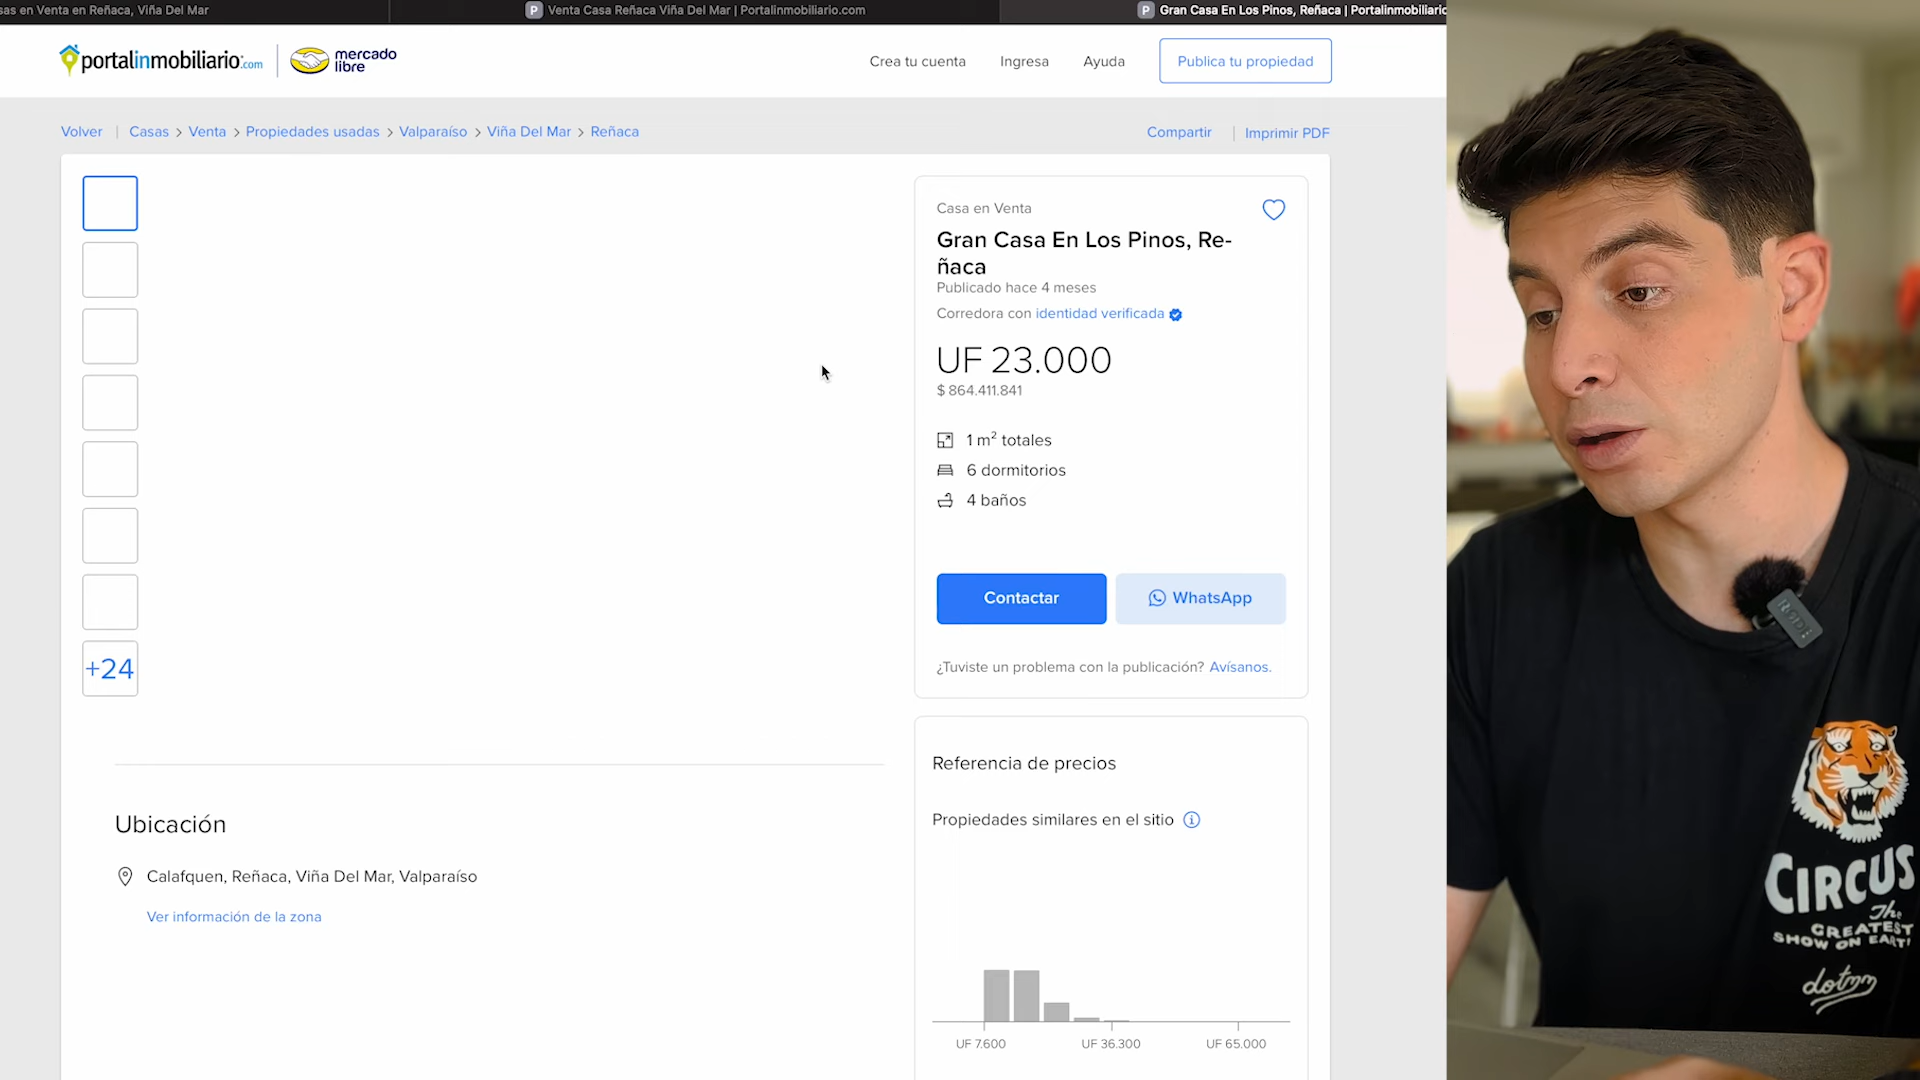 sas en Venta en Reñaca, Viña Del Mar
P Venta Casa Reñaca Viña Del Mar | Portalinmobiliario.com
P Gran Casa En Los Pinos, Reñaca | Portalinmobiliario
portalinmobiliario.com
mercado
libre
Crea tu cuenta
Ingresa
Ayuda
Publica tu propiedad
Volver | Casas > Venta > Propiedades usadas > Valparaíso > Viña Del Mar > Reñaca
Compartir | Imprimir PDF
+24
Casa en Venta
Gran Casa En Los Pinos, Re-
ñaca
Publicado hace 4 meses
Corredora con identidad verificada
UF 23.000
$ 864.411.841
1 m² totales
6 dormitorios
4 baños
Contactar
WhatsApp
¿Tuviste un problema con la publicación? Avísanos.
Ubicación
Calafquen, Reñaca, Viña Del Mar, Valparaíso
Ver información de la zona
Referencia de precios
Propiedades similares en el sitio
UF 7.600
UF 36.300
UF 65.000
RØDE
CIRCUS
The
GREATEST
SHOW ON EARTH